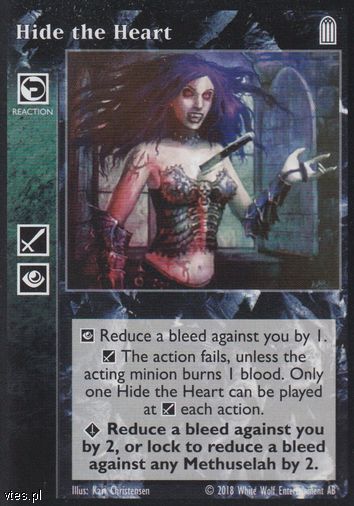 Hide the Heart
REACTION
Reduce a bleed against you by 1.
The action fails, unless the
acting minion burns 1 blood. Only
one Hide the Heart can be played
at each action.
Reduce a bleed against you
by 2, or lock to reduce a bleed
against any Methuselah by 2.
Illus: Kari Christensen © 2018 White Wolf Entertainment AB
vtes.pl